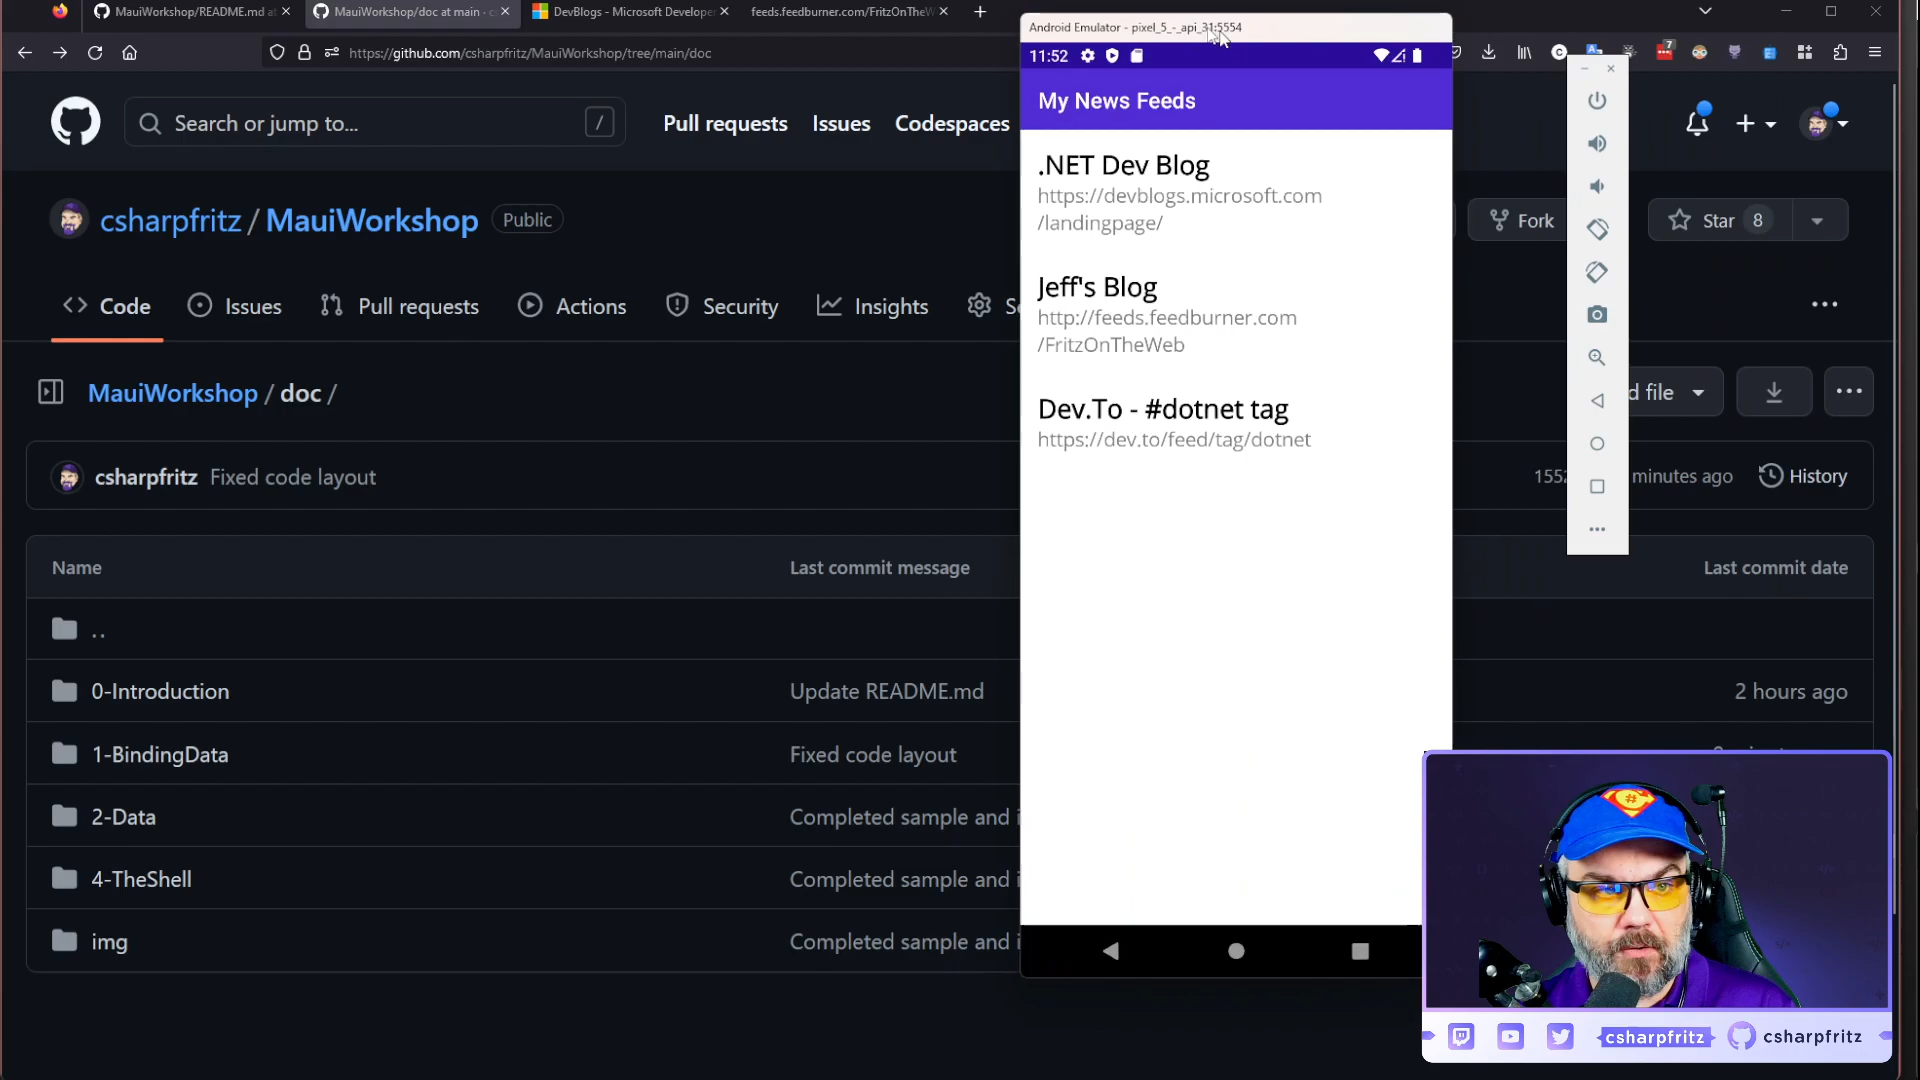 MauiWorkshop/README.md at
MauiWorkshop/doc at main · c
DevBlogs - Microsoft Developer
feeds.feedburner.com/FritzOnTheW
https://github.com/csharpfritz/MauiWorkshop/tree/main/doc
7
Search or jump to...
/
Pull requests
Issues
Codespaces
csharpfritz / MauiWorkshop
Public
Fork
Star 8
Code
Issues
Pull requests
Actions
Security
Insights
MauiWorkshop / doc /
d file
csharpfritz Fixed code layout
minutes ago
History
Name
Last commit message
Last commit date
..
0-Introduction
Update README.md
2 hours ago
1-BindingData
Fixed code layout
2-Data
Completed sample and i
4-TheShell
Completed sample and i
img
Completed sample and i
Android Emulator - pixel_5_-_api_31:5554
11:52
My News Feeds
.NET Dev Blog
https://devblogs.microsoft.com
/landingpage/
Jeff's Blog
http://feeds.feedburner.com
/FritzOnTheWeb
Dev.To - #dotnet tag
https://dev.to/feed/tag/dotnet
csharpfritz
csharpfritz